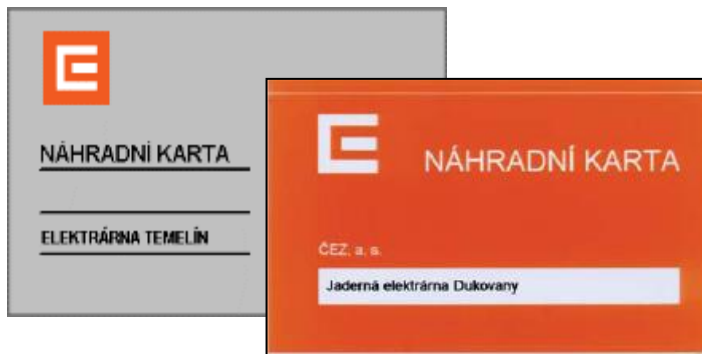 NÁHRADNÍ KARTA
ELEKTRÁRNA TEMELÍN
NÁHRADNÍ KARTA
ČEZ, a. s.
Jaderná elektrárna Dukovany